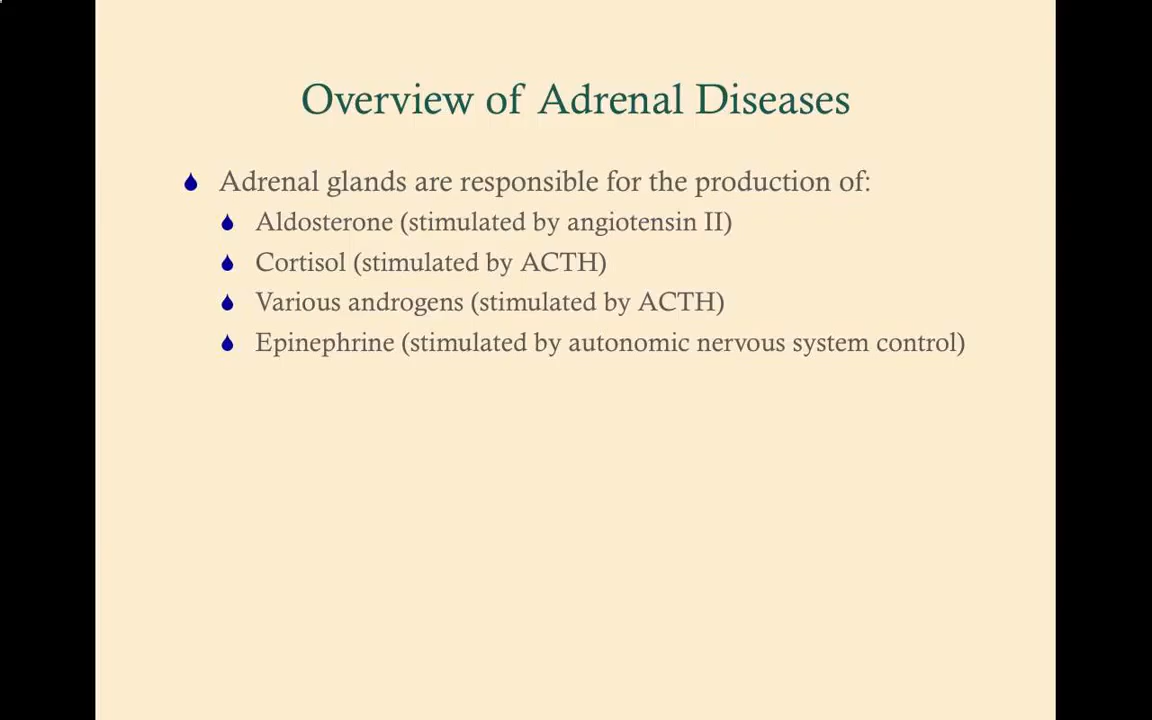 Overview of Adrenal Diseases
Adrenal glands are responsible for the production of:
Aldosterone (stimulated by angiotensin II)
Cortisol (stimulated by ACTH)
Various androgens (stimulated by ACTH)
Epinephrine (stimulated by autonomic nervous system control)